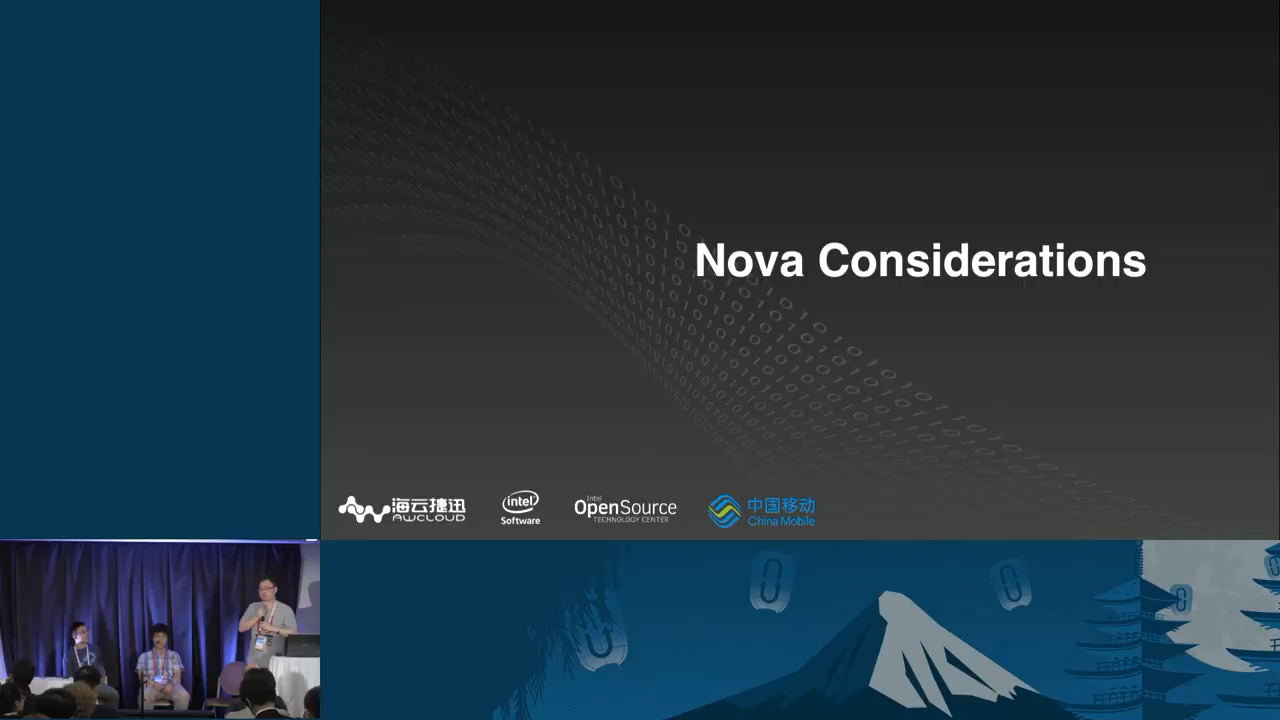 Nova Considerations
海云捷迅
AWCLOUD
intel
Software
Intel
OpenSource
TECHNOLOGY CENTER
中国移动
China Mobile